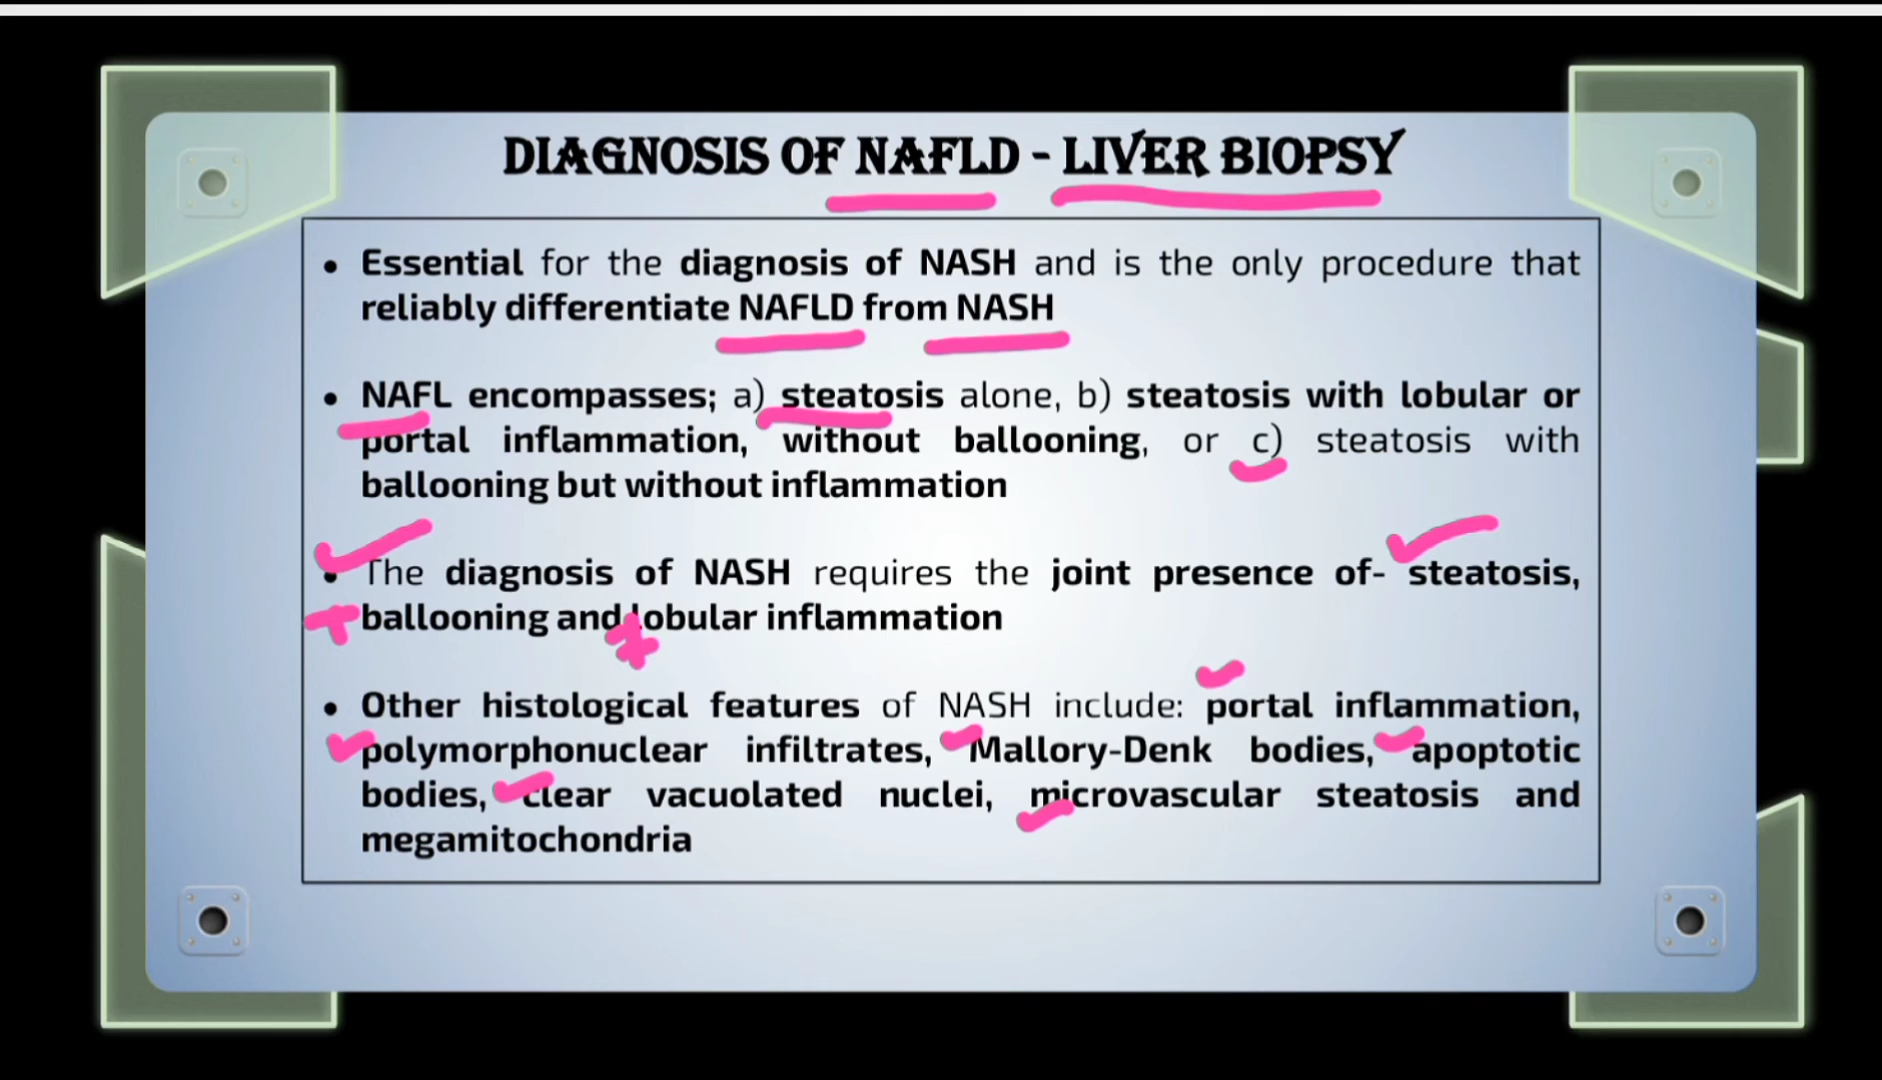 DIAGNOSIS OF NAFLD - LIVER BIOPSY
• Essential for the diagnosis of NASH and is the only procedure that
reliably differentiate NAFLD from NASH
• NAFL encompasses; a) steatosis alone, b) steatosis with lobular or
portal inflammation, without ballooning, or c) steatosis with
ballooning but without inflammation
• The diagnosis of NASH requires the joint presence of- steatosis,
ballooning and lobular inflammation
• Other histological features of NASH include: portal inflammation,
polymorphonuclear infiltrates, Mallory-Denk bodies, apoptotic
bodies, clear vacuolated nuclei, microvascular steatosis and
megamitochondria